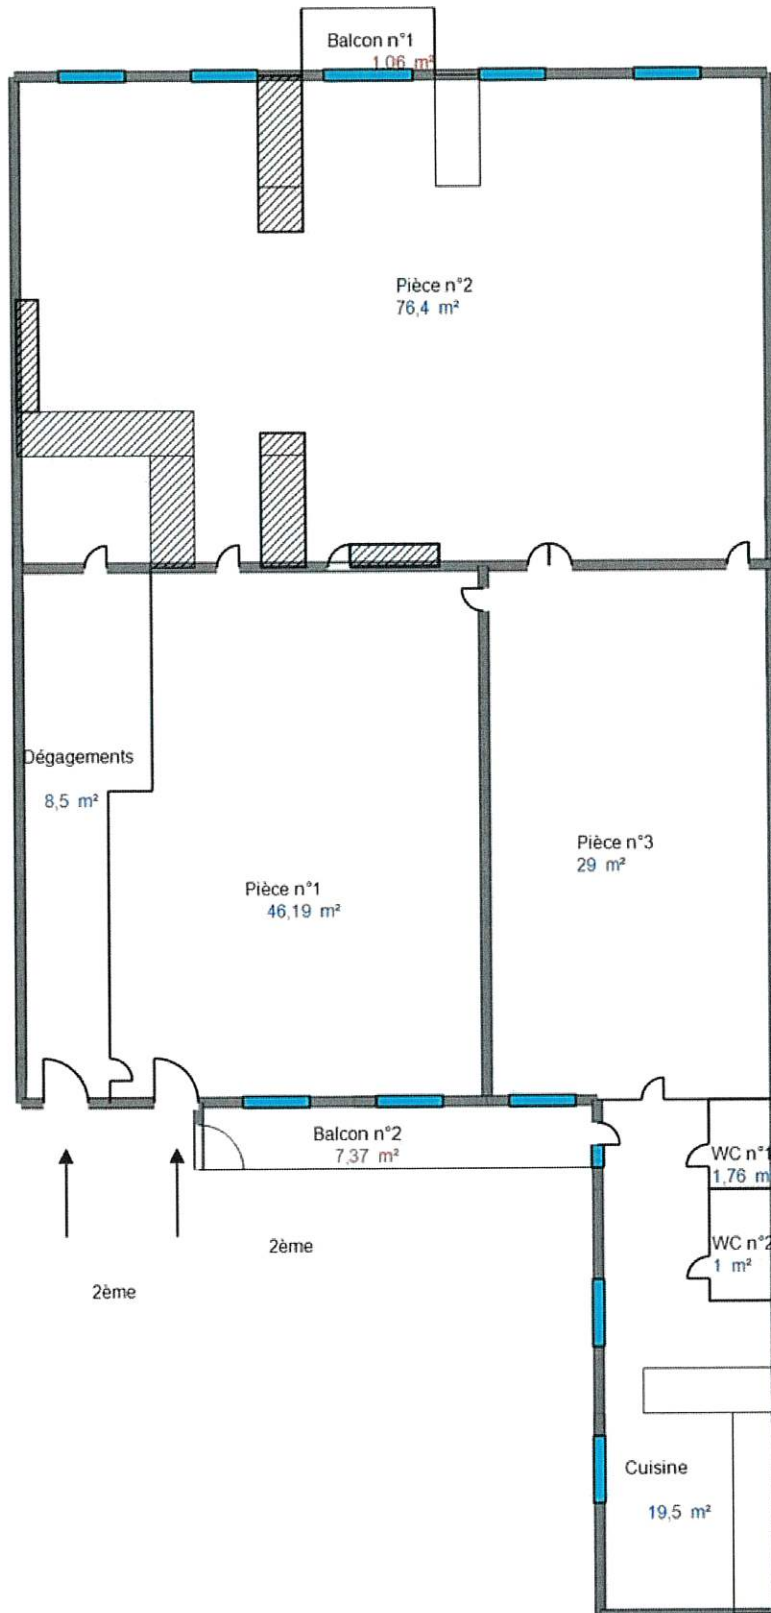 Balcon n°1
1,06 m²
Pièce n°2
76,4 m²
Dégagements
8,5 m²
Pièce n°3
29 m²
Pièce n°1
46,19 m²
Balcon n°2
7,37 m²
WC n°1
1,76 m
WC n°2
1 m²
2ème
2ème
Cuisine
19,5 m²